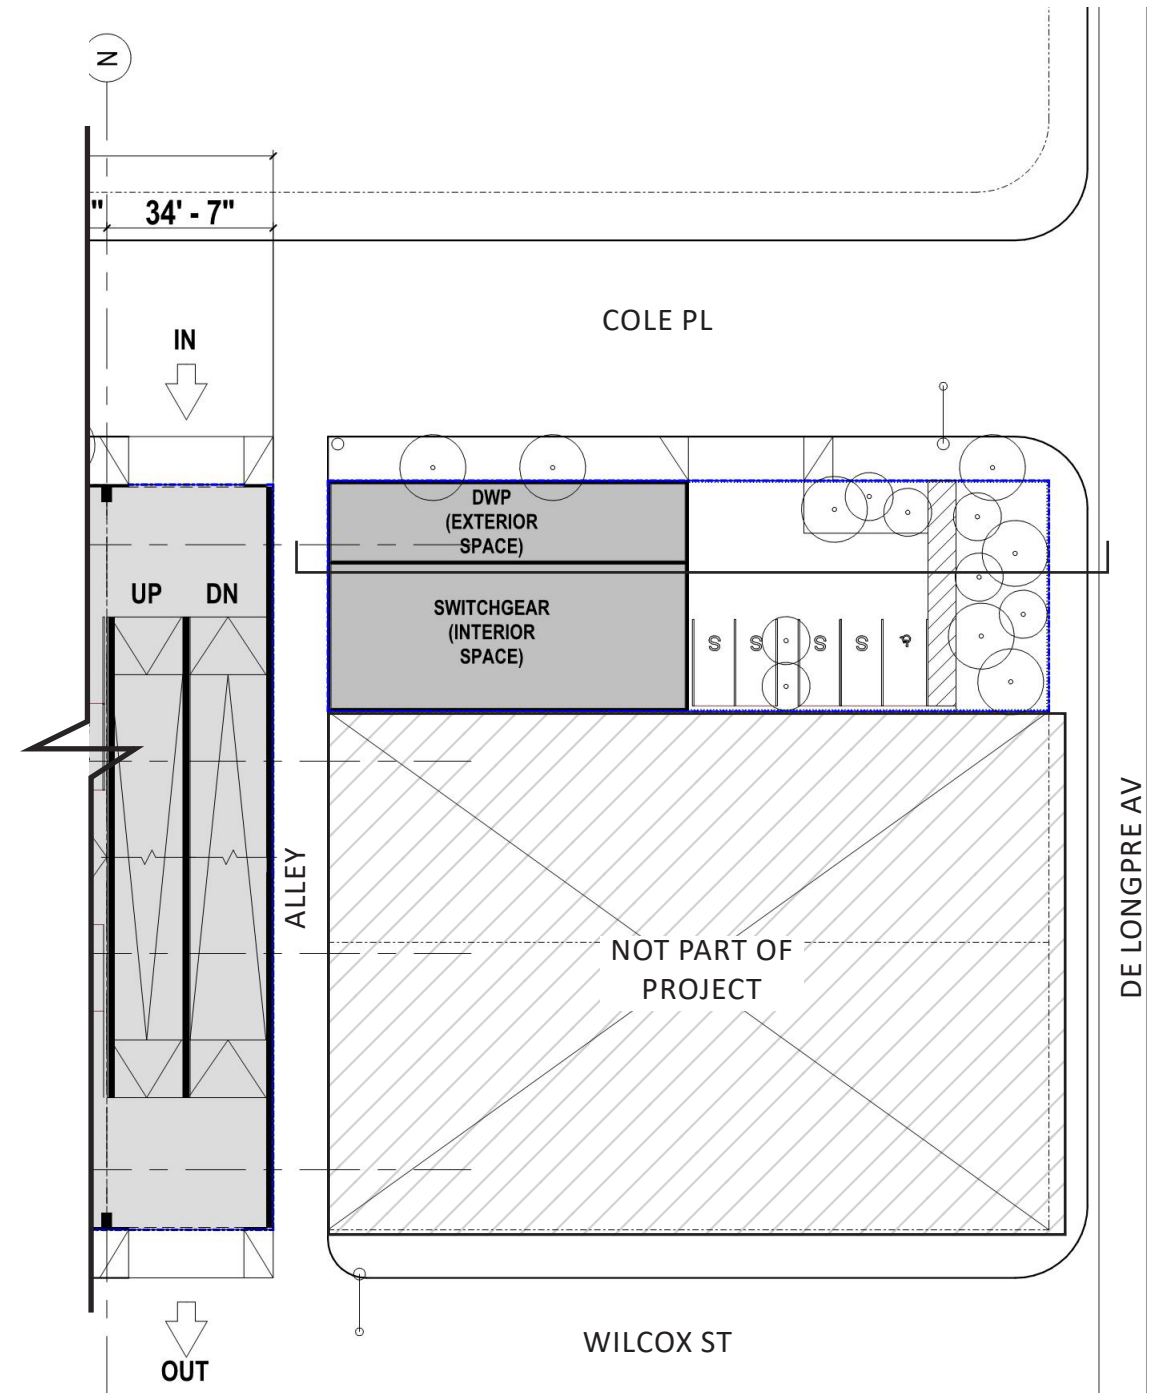 N
" 34' - 7"
COLE PL
IN
DWP
(EXTERIOR
SPACE)
UP DN
SWITCHGEAR
(INTERIOR
SPACE)
S S S S
ALLEY
NOT PART OF
PROJECT
DE LONGPRE AV
WILCOX ST
OUT